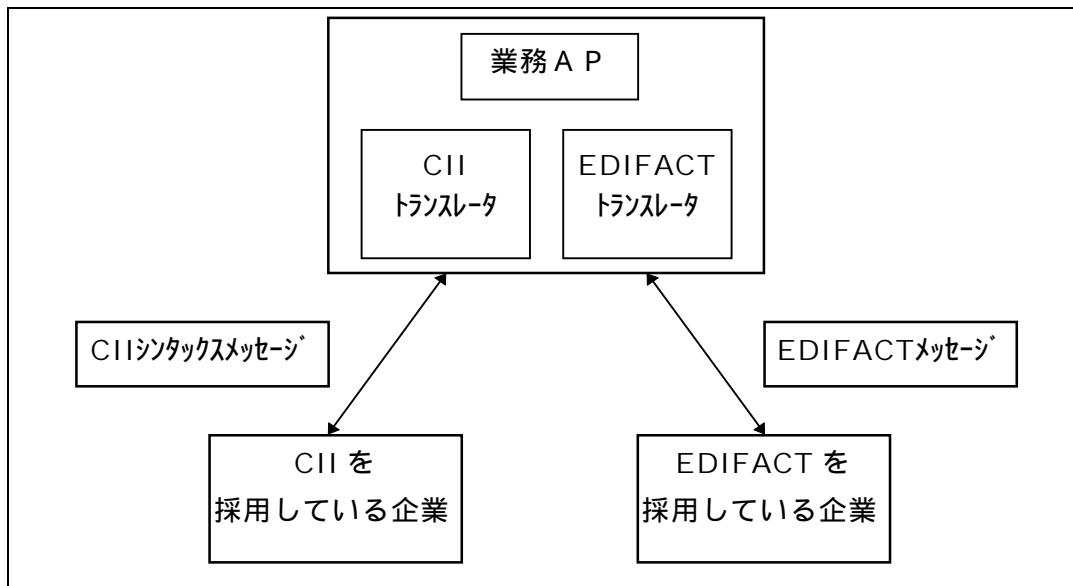 業務ＡＰ
CII
ﾄﾗﾝｽﾚｰﾀ
EDIFACT
ﾄﾗﾝｽﾚｰﾀ
CIIｼﾝﾀｯｸｽﾒｯｾｰｼﾞ
EDIFACTﾒｯｾｰｼﾞ
CII を
採用している企業
EDIFACT を
採用している企業